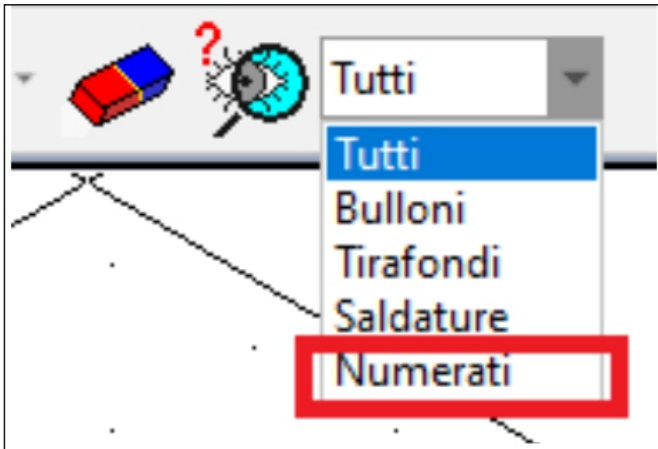 ?
Tutti
Tutti
Bulloni
Tirafondi
Saldature
Numerati